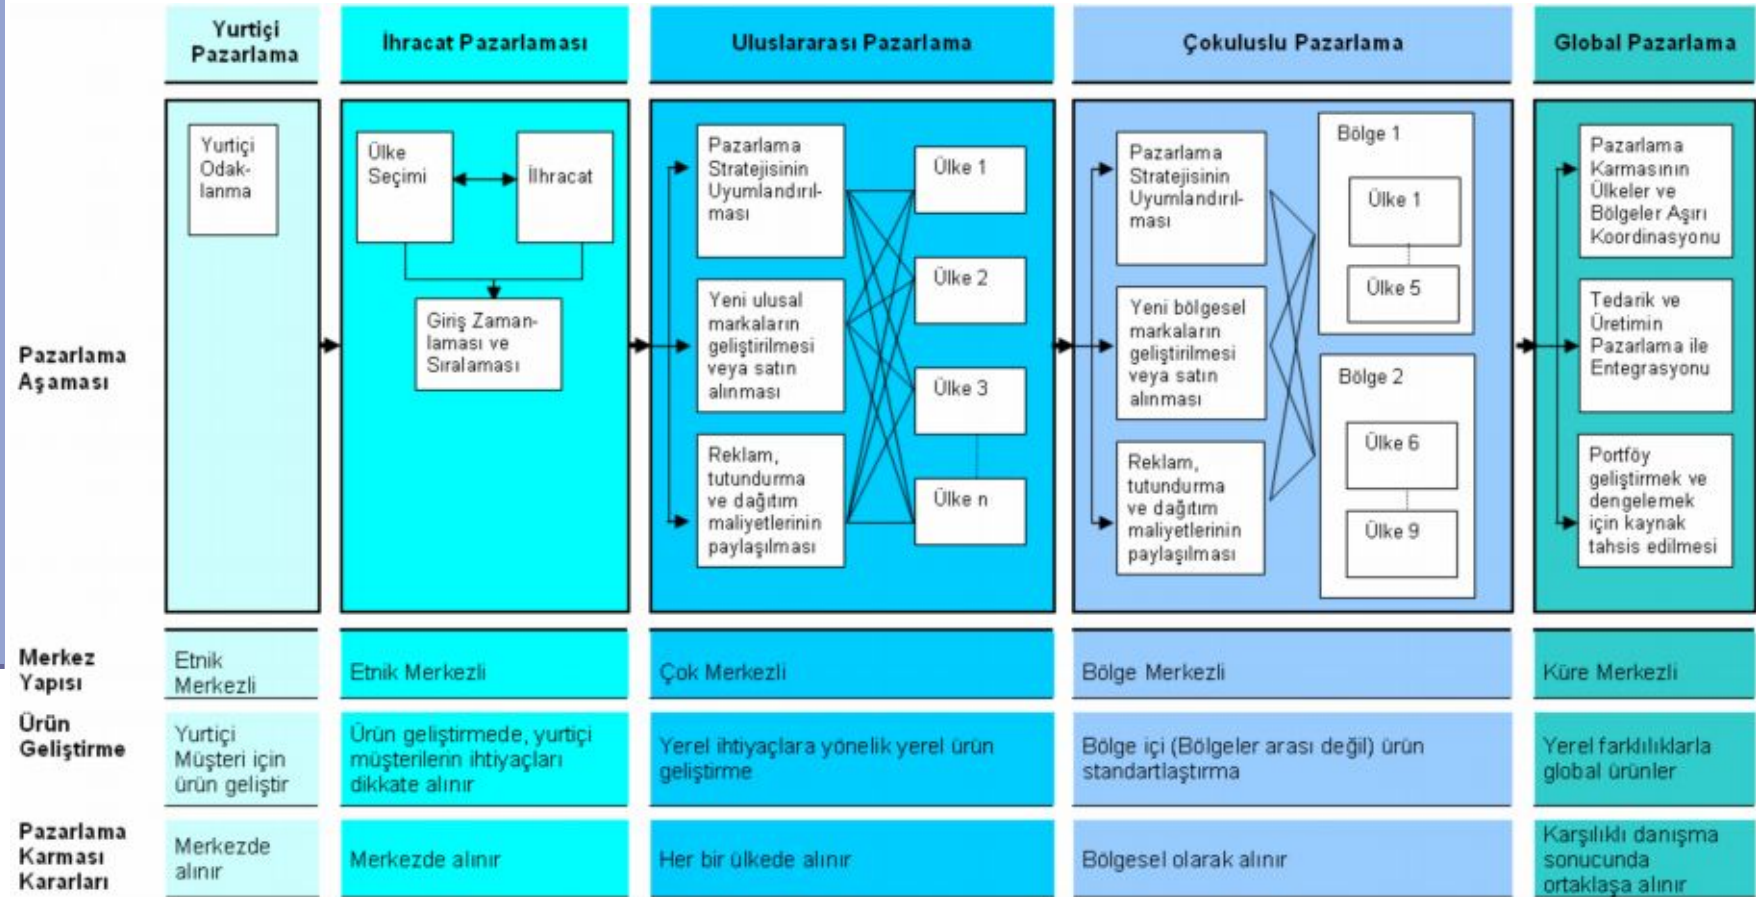 Yurtiçi
Pazarlama
İhracat Pazarlaması
Uluslararası Pazarlama
Çokuluslu Pazarlama
Global Pazarlama
Pazarlama
Aşaması
Yurtiçi
Odak-
lanma
Ülke
Seçimi
İlhracat
Giriş Zaman-
laması ve
Sıralaması
Pazarlama
Stratejisinin
Uyumlandırıl-
ması
Yeni ulusal
markaların
geliştirilmesi
veya satın
alınması
Reklam,
tutundurma
ve dağıtım
maliyetlerinin
paylaşılması
Ülke 1
Ülke 2
Ülke 3
Ülke n
Pazarlama
Stratejisinin
Uyumlandırıl-
ması
Yeni bölgesel
markaların
geliştirilmesi
veya satın
alınması
Reklam,
tutundurma
ve dağıtım
maliyetlerinin
paylaşılması
Bölge 1
Ülke 1
Ülke 5
Bölge 2
Ülke 6
Ülke 9
Pazarlama
Karmasının
Ülkeler ve
Bölgeler Aşırı
Koordinasyonu
Tedarik ve
Üretimin
Pazarlama ile
Entegrasyonu
Portföy
geliştirmek ve
dengelemek
için kaynak
tahsis edilmesi
Merkez
Yapısı
Etnik
Merkezli
Etnik Merkezli
Çok Merkezli
Bölge Merkezli
Küre Merkezli
Ürün
Geliştirme
Yurtiçi
Müşteri için
ürün geliştir
Ürün geliştirmede, yurtiçi
müşterilerin ihtiyaçları
dikkate alınır
Yerel ihtiyaçlara yönelik yerel ürün
geliştirme
Bölge içi (Bölgeler arası değil) ürün
standartlaştırma
Yerel farklılıklarla
global ürünler
Pazarlama
Karması
Kararları
Merkezde
alınır
Merkezde alınır
Her bir ülkede alınır
Bölgesel olarak alınır
Karşılıklı danışma
sonucunda
ortaklaşa alınır